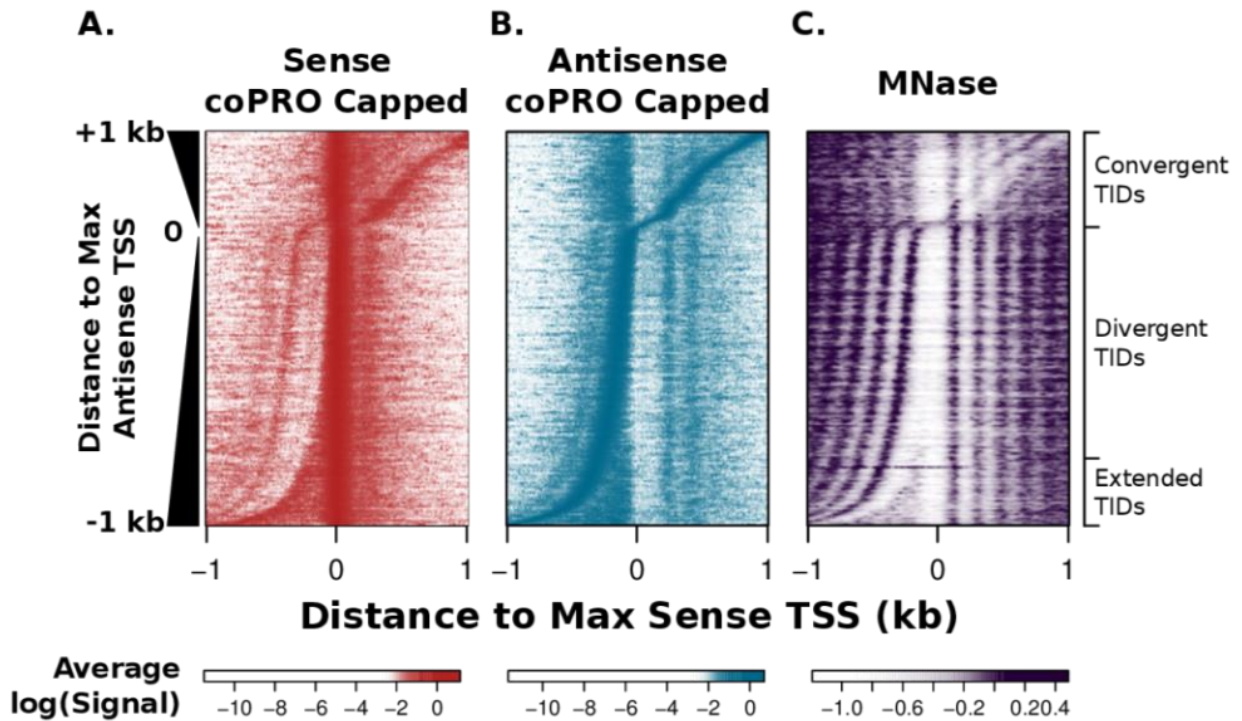 A.
B.
C.
Sense
coPRO Capped
Antisense
coPRO Capped
MNase
+1 kb
0
-1 kb
Distance to Max
Antisense TSS
Convergent
TIDs
Divergent
TIDs
Extended
TIDs
−1 0 1
−1 0 1
−1 0 1
Distance to Max Sense TSS (kb)
Average
log(Signal)
−10 −8 −6 −4 −2 0
−10 −8 −6 −4 −2 0
−1.0 −0.6 −0.2 0.20.4